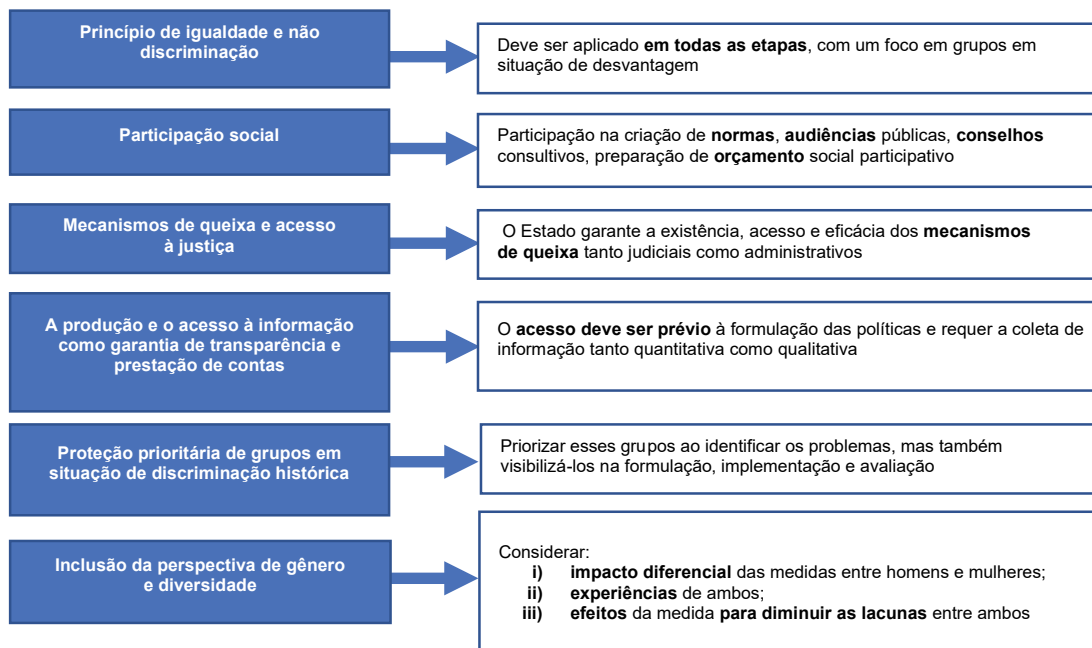 Princípio de igualdade e não
discriminação
Deve ser aplicado em todas as etapas, com um foco em grupos em
situação de desvantagem
Participação social
Participação na criação de normas, audiências públicas, conselhos
consultivos, preparação de orçamento social participativo
Mecanismos de queixa e acesso
à justiça
O Estado garante a existência, acesso e eficácia dos mecanismos
de queixa tanto judiciais como administrativos
A produção e o acesso à informação
como garantia de transparência e
prestação de contas
O acesso deve ser prévio à formulação das políticas e requer a coleta de
informação tanto quantitativa como qualitativa
Proteção prioritária de grupos em
situação de discriminação histórica
Priorizar esses grupos ao identificar os problemas, mas também
visibilizá-los na formulação, implementação e avaliação
Inclusão da perspectiva de gênero
e diversidade
Considerar:
i) impacto diferencial das medidas entre homens e mulheres;
ii) experiências de ambos;
iii) efeitos da medida para diminuir as lacunas entre ambos